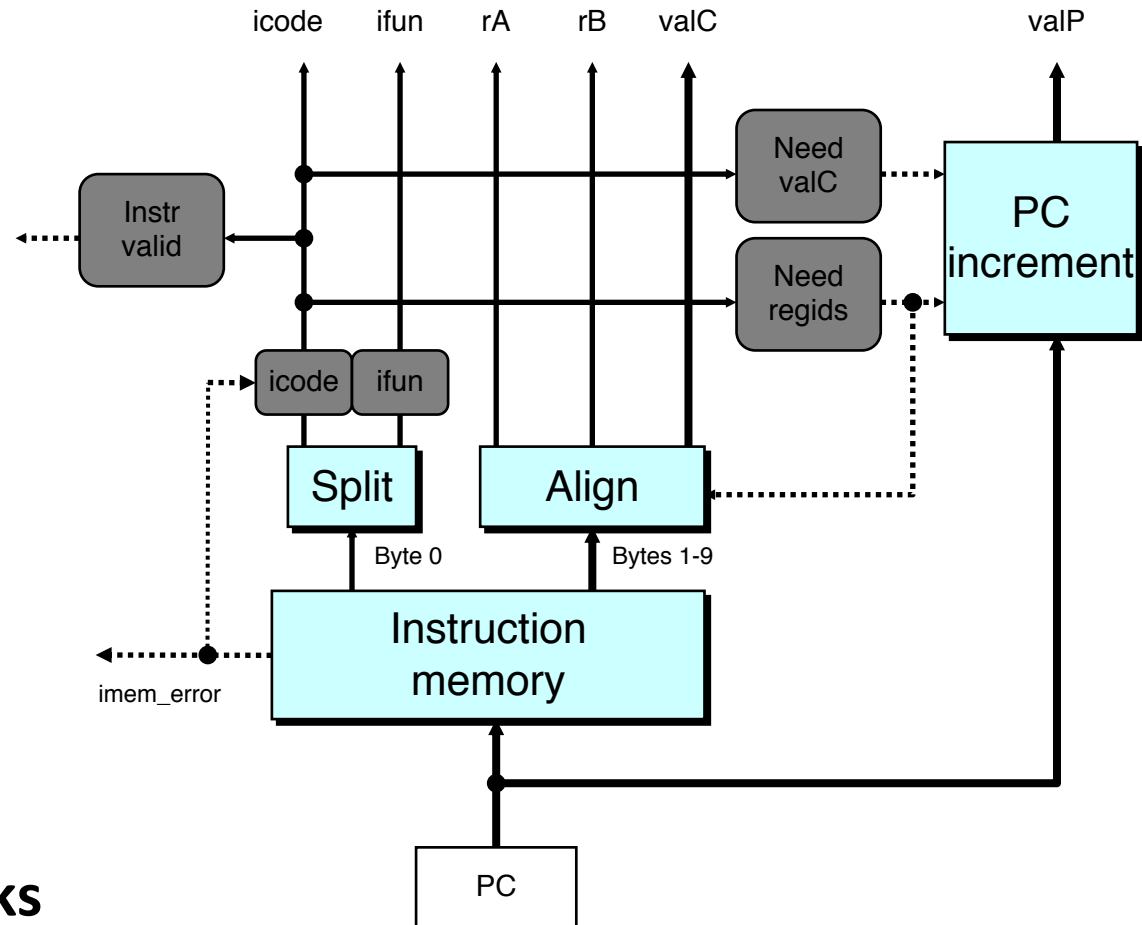 icode ifun rA rB valC valP
Need
valC
Instr
valid
PC
increment
Need
regids
icode ifun
Split
Align
Byte 0
Bytes 1-9
Instruction
memory
imem_error
PC
ks